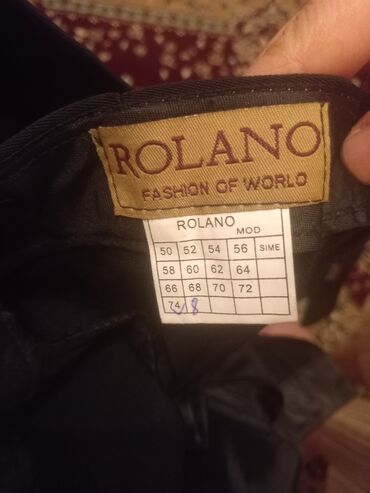 ROLANO
FASHION OF WORLD
ROLANO MOD
50 52 54 56 SIME
58 60 62 64
66 68 70 72
74 8